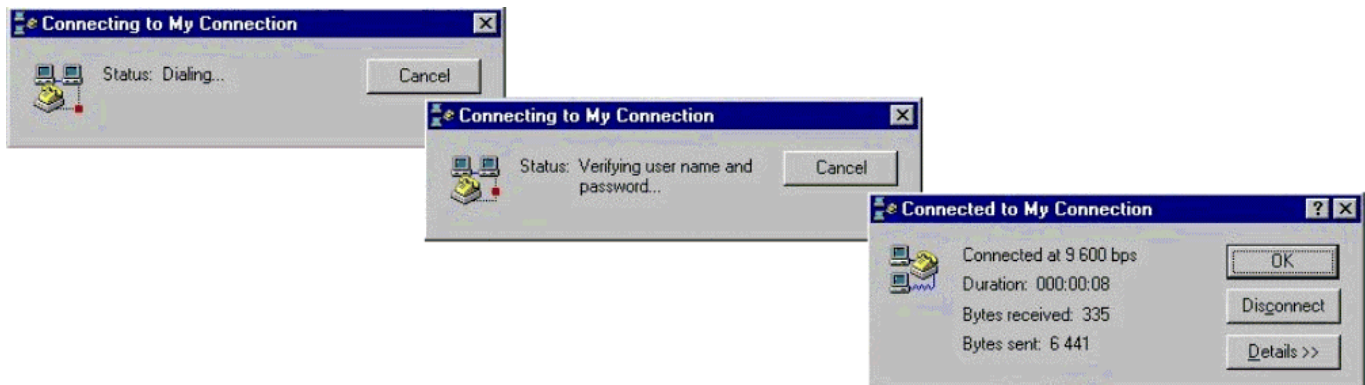 Connecting to My Connection
Status: Dialing...
Cancel
Connecting to My Connection
Status: Verifying user name and
password...
Cancel
Connected to My Connection
Connected at 9 600 bps
OK
Duration: 000:00:08
Bytes received: 335
Disconnect
Bytes sent: 6 441
Details >>